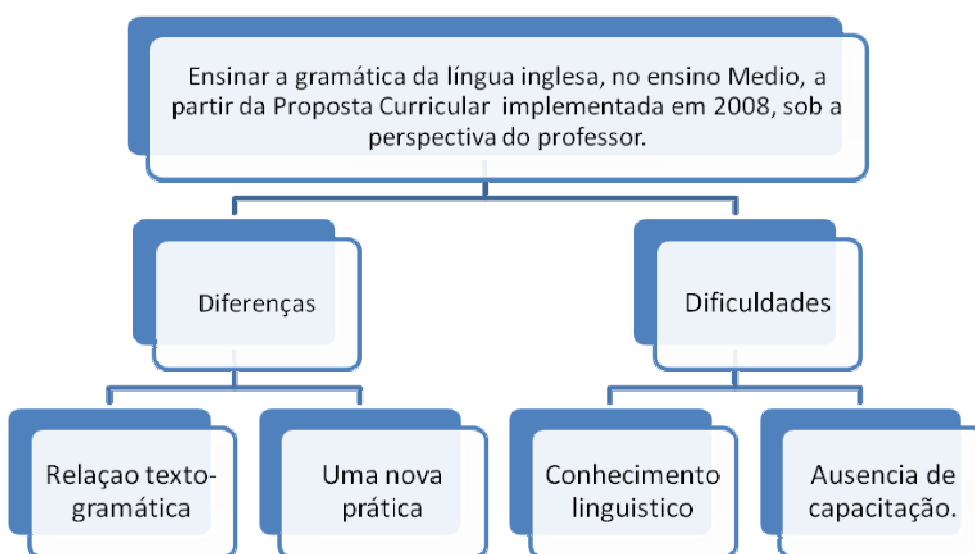 Ensinar a gramática da língua inglesa, no ensino Medio, a
partir da Proposta Curricular implementada em 2008, sob a
perspectiva do professor.
Diferenças
Dificuldades
Relaçao texto-
gramática
Uma nova
prática
Conhecimento
linguistico
Ausencia de
capacitação.